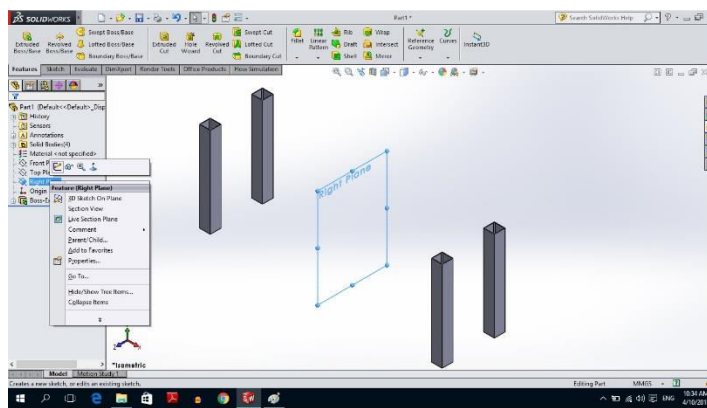 DS SOLIDWORKS
Part1 *
Search SolidWorks Help
Extruded Boss/Base
Revolved Boss/Base
Swept Boss/Base
Lofted Boss/Base
Boundary Boss/Base
Extruded Cut
Hole Wizard
Revolved Cut
Swept Cut
Lofted Cut
Boundary Cut
Fillet
Linear Pattern
Rib
Draft
Shell
Wrap
Intersect
Mirror
Reference Geometry
Curves
Instant3D
Features Sketch Evaluate DimXpert Render Tools Office Products Flow Simulation
Part1 (Default<<Default>_Disp
History
Sensors
Annotations
Solid Bodies(4)
Material <not specified>
Front P
Top Pla
Right P
Origin
Boss-Ex
Feature (Right Plane)
3D Sketch On Plane
Section View
Live Section Plane
Comment
Parent/Child...
Add to Favorites
Properties...
Go To...
Hide/Show Tree Items...
Collapse Items
Right Plane
*Isometric
Model Motion Study 1
Creates a new sketch, or edits an existing sketch.
Editing Part MMGS
ENG
10:34 AM
4/10/201